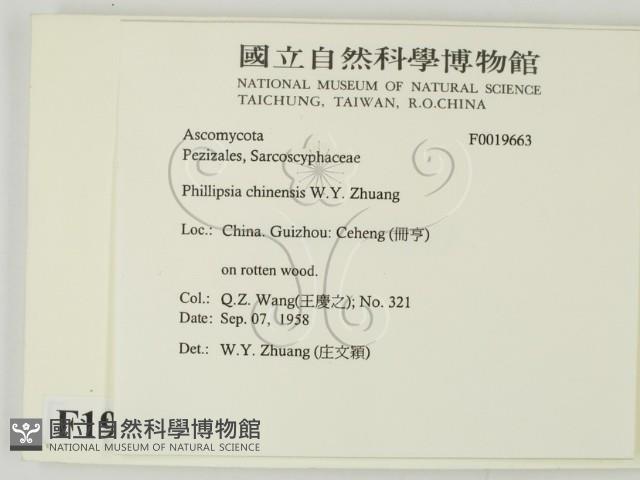 國立自然科學博物館
NATIONAL MUSEUM OF NATURAL SCIENCE
TAICHUNG, TAIWAN, R.O.CHINA
Ascomycota F0019663
Pezizales, Sarcoscyphaceae
Phillipsia chinensis W.Y. Zhuang
Loc.: China. Guizhou: Ceheng (冊亨)
on rotten wood.
Col.: Q.Z. Wang(王慶之); No. 321
Date: Sep. 07, 1958
Det.: W.Y. Zhuang (庄文穎)
F19
國立自然科學博物館
NATIONAL MUSEUM OF NATURAL SCIENCE